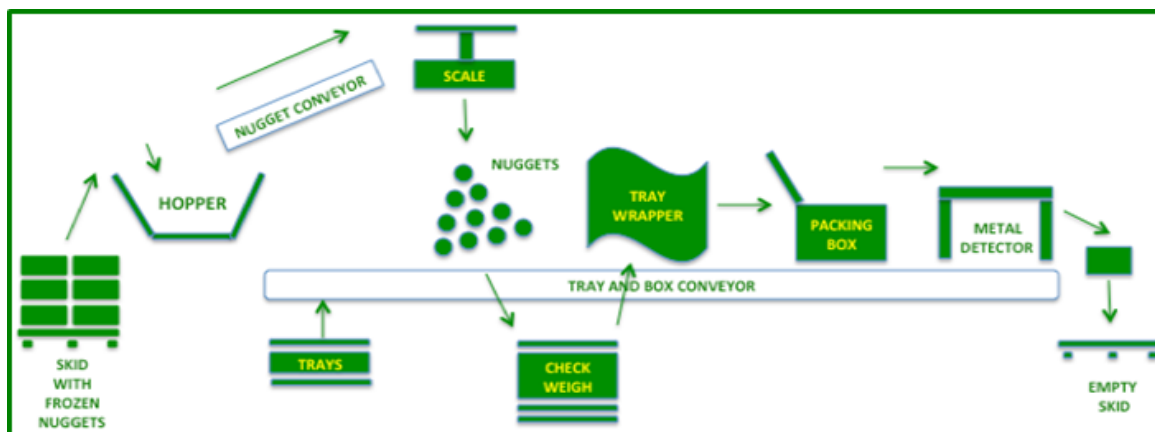 SKID
WITH
FROZEN
NUGGETS
HOPPER
NUGGET CONVEYOR
SCALE
NUGGETS
TRAY
WRAPPER
PACKING
BOX
METAL
DETECTOR
TRAY AND BOX CONVEYOR
TRAYS
CHECK
WEIGH
EMPTY
SKID